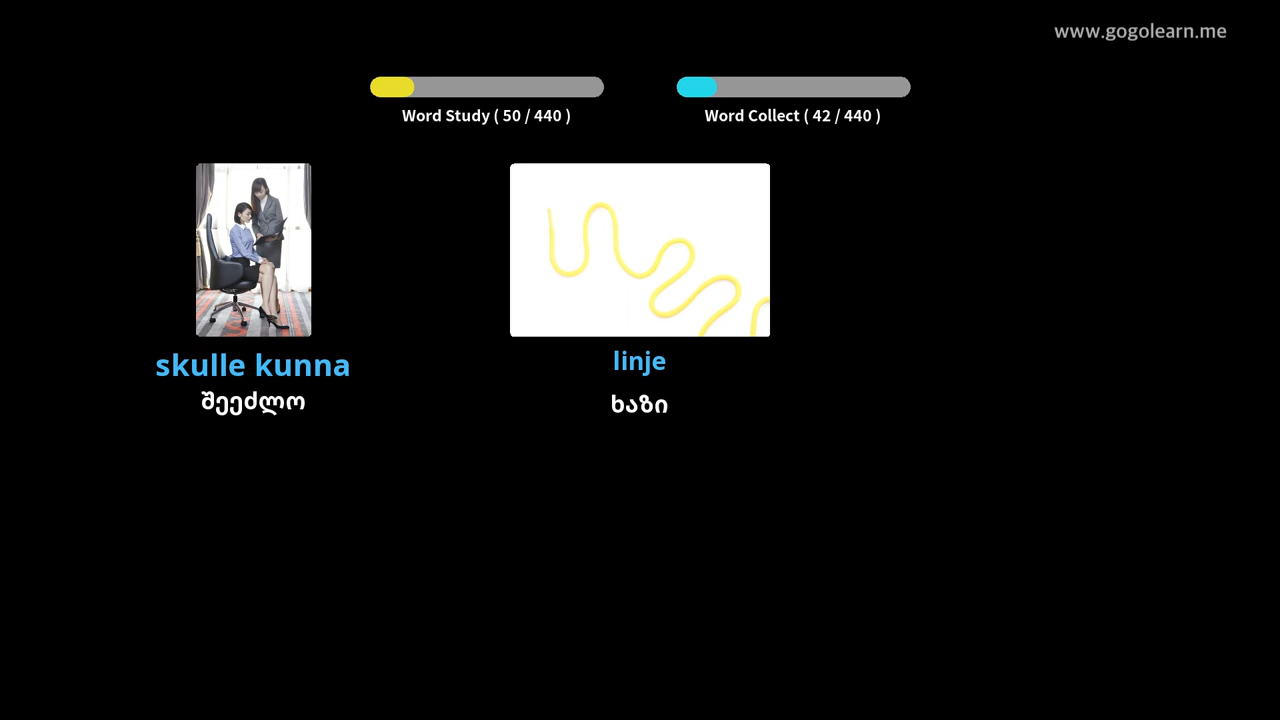 www.gogolearn.me
Word Study ( 50 / 440 )
Word Collect ( 42 / 440 )
skulle kunna
შეეძლო
linje
ხაზი